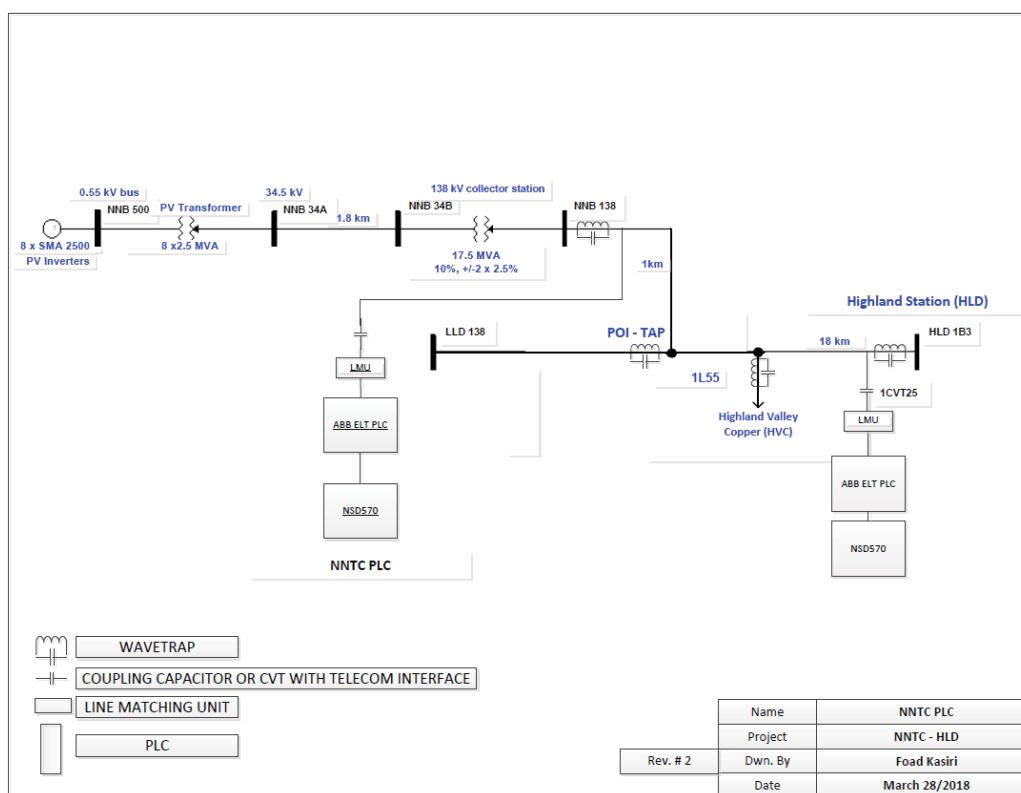 0.55 kV bus
NNB 500
PV Transformer
34.5 kV
NNB 34A
1.8 km
138 kV collector station
NNB 34B
NNB 138
8 x SMA 2500
PV Inverters
8 x2.5 MVA
17.5 MVA
10%, +/-2 x 2.5%
1km
Highland Station (HLD)
LLD 138
POI - TAP
18 km
HLD 1B3
LMU
1L55
1CVT25
Highland Valley
Copper (HVC)
LMU
ABB ELT PLC
ABB ELT PLC
NSD570
NSD570
NNTC PLC
WAVETRAP
COUPLING CAPACITOR OR CVT WITH TELECOM INTERFACE
LINE MATCHING UNIT
PLC
Name NNTC PLC
Project NNTC - HLD
Rev. # 2 Dwn. By Foad Kasiri
Date March 28/2018